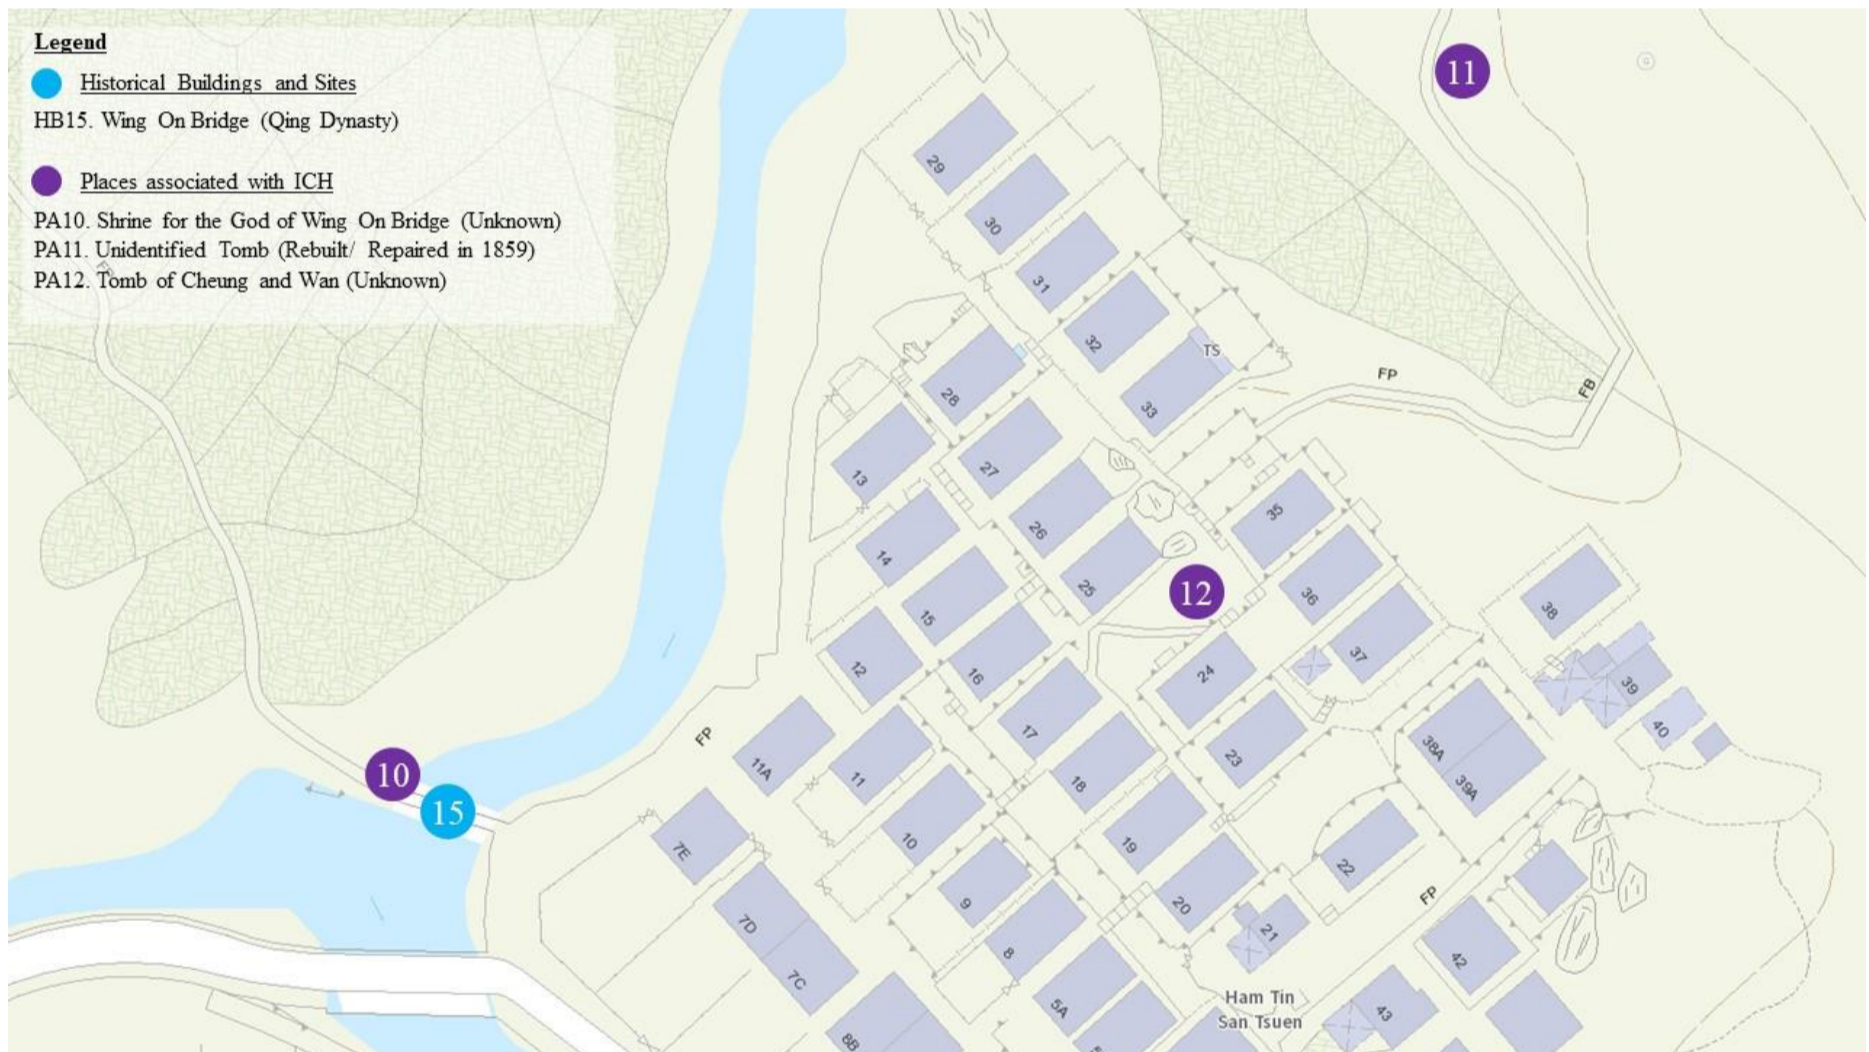 Legend
Historical Buildings and Sites
HB15. Wing On Bridge (Qing Dynasty)
Places associated with ICH
PA10. Shrine for the God of Wing On Bridge (Unknown)
PA11. Unidentified Tomb (Rebuilt/ Repaired in 1859)
PA12. Tomb of Cheung and Wan (Unknown)
11
29
30
31
32
TS
33
FP
FB
28
13
27
26
35
14
25
12
36
38
15
37
12
16
24
39
17
40
FP
23
38A
11A
11
18
39A
10
15
7E
10
19
22
9
20
FP
7D
21
8
42
7C
5A
Ham Tin
San Tsuen
43
8B